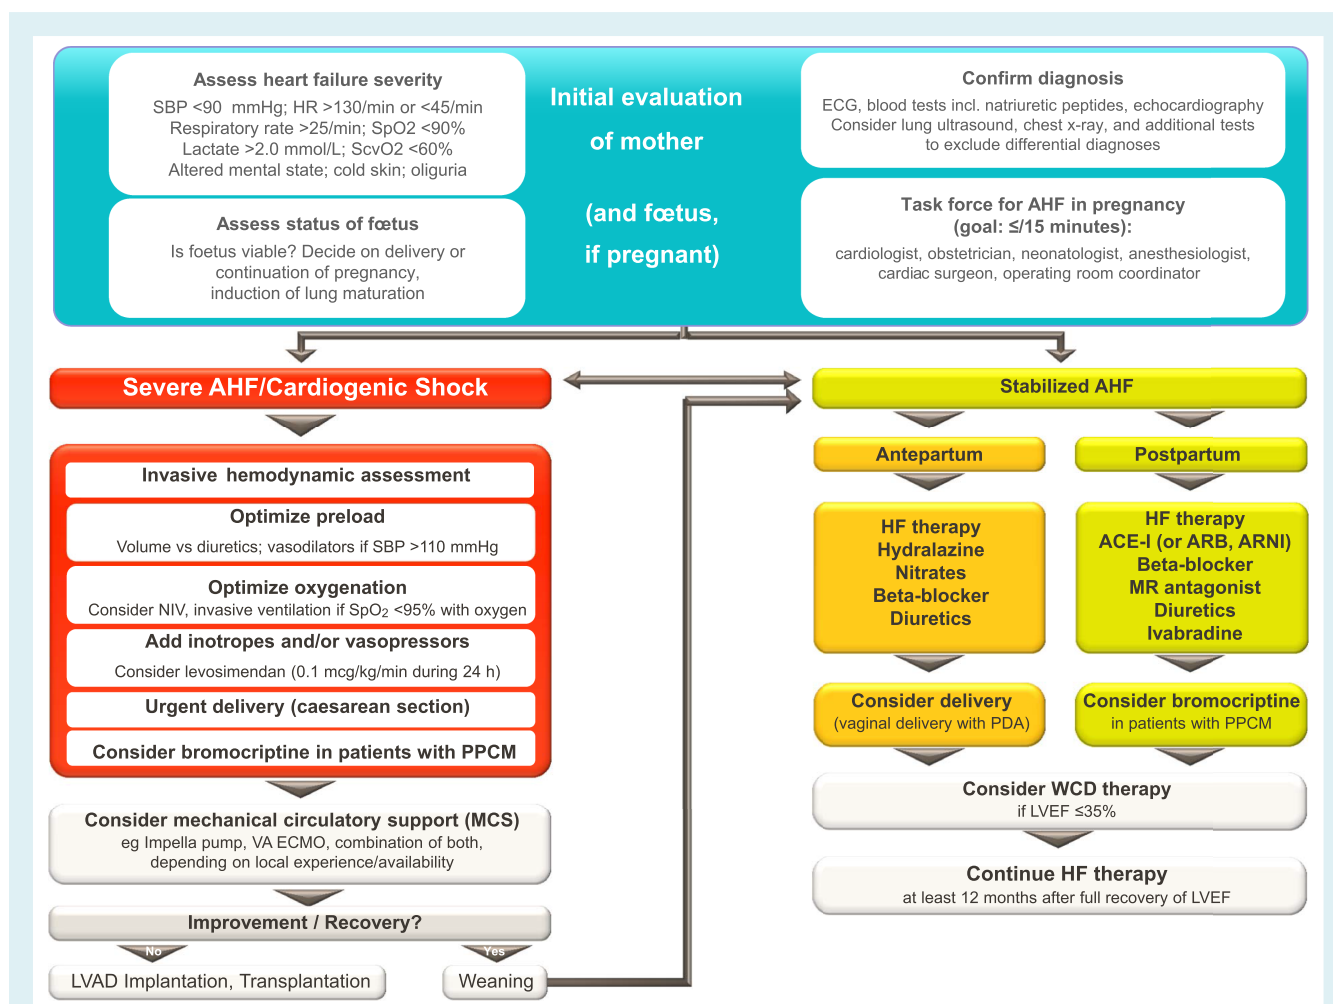 Assess heart failure severity
SBP <90 mmHg; HR >130/min or <45/min
Respiratory rate >25/min; SpO2 <90%
Lactate >2.0 mmol/L; ScvO2 <60%
Altered mental state; cold skin; oliguria
Assess status of fœtus
Is foetus viable? Decide on delivery or
continuation of pregnancy,
induction of lung maturation
Initial evaluation
of mother
(and fœtus,
if pregnant)
Confirm diagnosis
ECG, blood tests incl. natriuretic peptides, echocardiography
Consider lung ultrasound, chest x-ray, and additional tests
to exclude differential diagnoses
Task force for AHF in pregnancy
(goal: ≤/15 minutes):
cardiologist, obstetrician, neonatologist, anesthesiologist,
cardiac surgeon, operating room coordinator
Severe AHF/Cardiogenic Shock
Invasive hemodynamic assessment
Optimize preload
Volume vs diuretics; vasodilators if SBP >110 mmHg
Optimize oxygenation
Consider NIV, invasive ventilation if SpO₂ <95% with oxygen
Add inotropes and/or vasopressors
Consider levosimendan (0.1 mcg/kg/min during 24 h)
Urgent delivery (caesarean section)
Consider bromocriptine in patients with PPCM
Consider mechanical circulatory support (MCS)
eg Impella pump, VA ECMO, combination of both,
depending on local experience/availability
Improvement / Recovery?
No
Yes
LVAD Implantation, Transplantation
Weaning
Stabilized AHF
Antepartum
HF therapy
Hydralazine
Nitrates
Beta-blocker
Diuretics
Consider delivery
(vaginal delivery with PDA)
Postpartum
HF therapy
ACE-I (or ARB, ARNI)
Beta-blocker
MR antagonist
Diuretics
Ivabradine
Consider bromocriptine
in patients with PPCM
Consider WCD therapy
if LVEF ≤35%
Continue HF therapy
at least 12 months after full recovery of LVEF